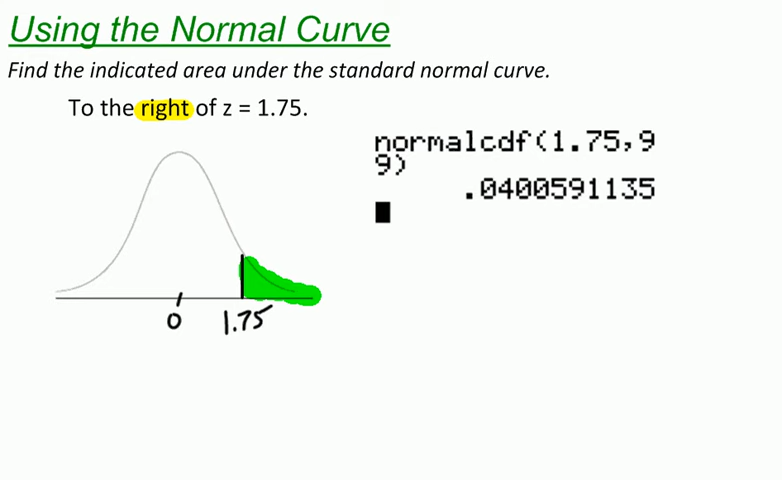 Using the Normal Curve
Find the indicated area under the standard normal curve.
To the right of z = 1.75.
normalcdf(1.75,9
9)
.0400591135
0 1.75